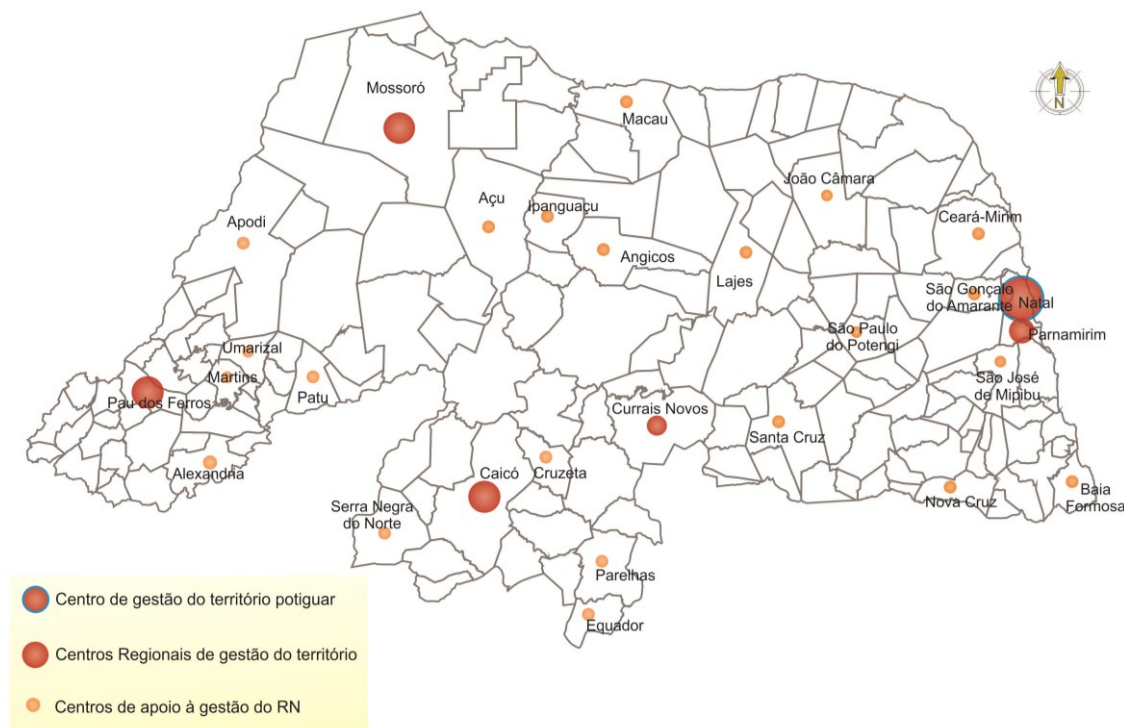 Mossoró
Macau
N
João Câmara
Açu
Ipanguaçu
Apodi
Ceará-Mirim
Angicos
Lajes
São Gonçalo
do Amarante
Natal
São Paulo
do Potengi
Parnamirim
Umarizal
Martins
Patu
São José
de Mipibu
Pau dos Ferros
Currais Novos
Santa Cruz
Alexandria
Caicó
Cruzeta
Serra Negra
do Norte
Nova Cruz
Baia
Formosa
Parelhas
Equador
Centro de gestão do território potiguar
Centros Regionais de gestão do território
Centros de apoio à gestão do RN